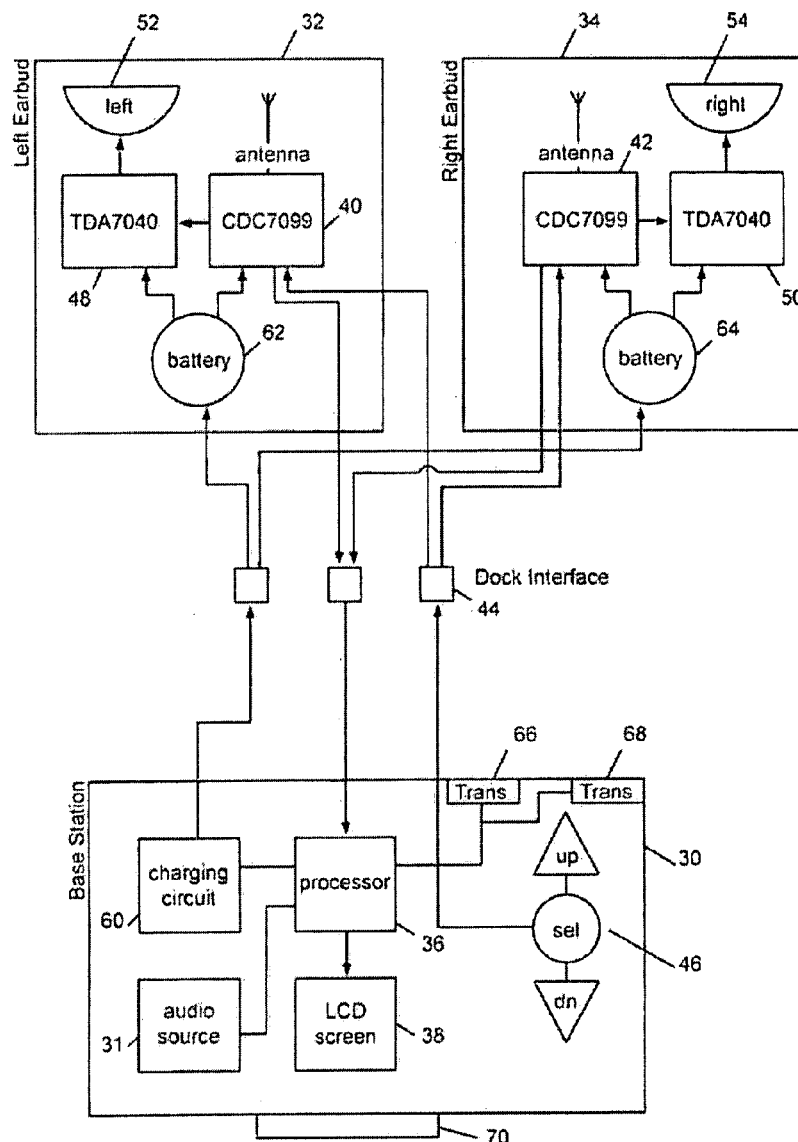 52
32
34
54
Left Earbud
Right Earbud
left
right
antenna
antenna
42
TDA7040
CDC7099
40
CDC7099
TDA7040
48
50
62
64
battery
battery
Dock Interface
44
66
68
Base Station
Trans
Trans
30
up
charging
circuit
processor
60
36
sel
46
audio
source
LCD
screen
dn
31
38
70